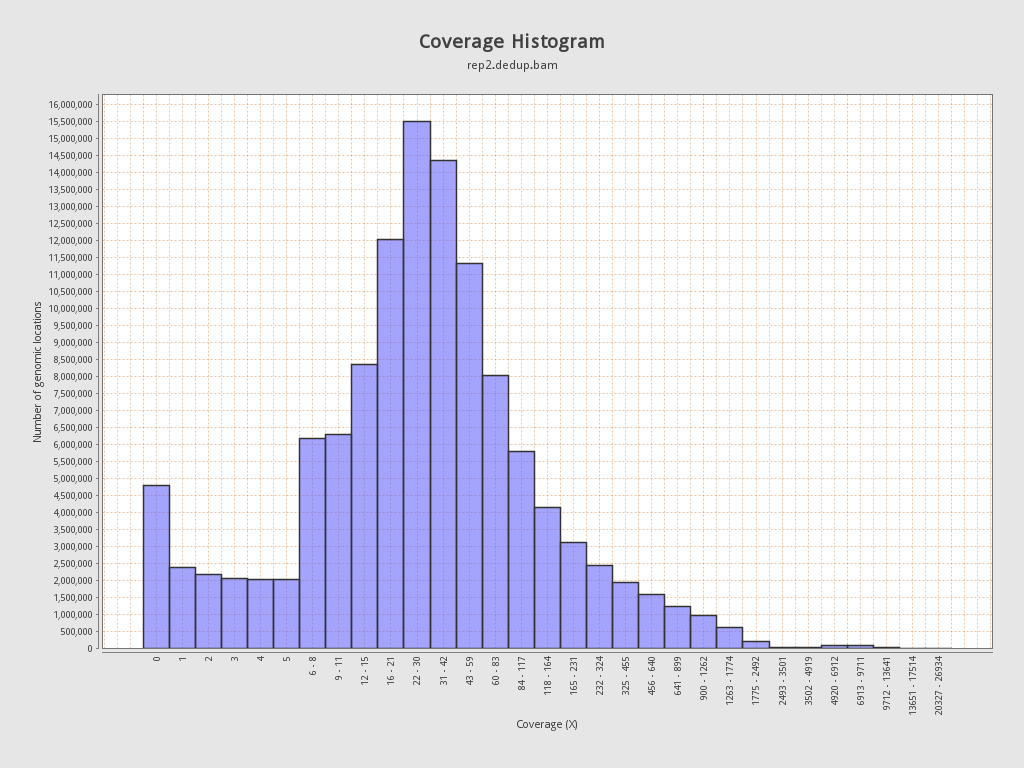 Coverage Histogram
rep2.dedup.bam
16,000,000
15,500,000
15,000,000
14,500,000
14,000,000
13,500,000
13,000,000
12,500,000
12,000,000
11,500,000
11,000,000
10,500,000
10,000,000
9,500,000
9,000,000
8,500,000
8,000,000
7,500,000
7,000,000
6,500,000
6,000,000
5,500,000
5,000,000
4,500,000
4,000,000
3,500,000
3,000,000
2,500,000
2,000,000
1,500,000
1,000,000
500,000
0
Number of genomic locations
0
1
2
3
4
5
6 - 8
9 - 11
12 - 15
16 - 21
22 - 30
31 - 42
43 - 59
60 - 83
84 - 117
118 - 164
165 - 231
232 - 324
325 - 455
456 - 640
641 - 899
900 - 1262
1263 - 1774
1775 - 2492
2493 - 3501
3502 - 4919
4920 - 6912
6913 - 9711
9712 - 13641
13651 - 17514
20327 - 26934
Coverage (X)